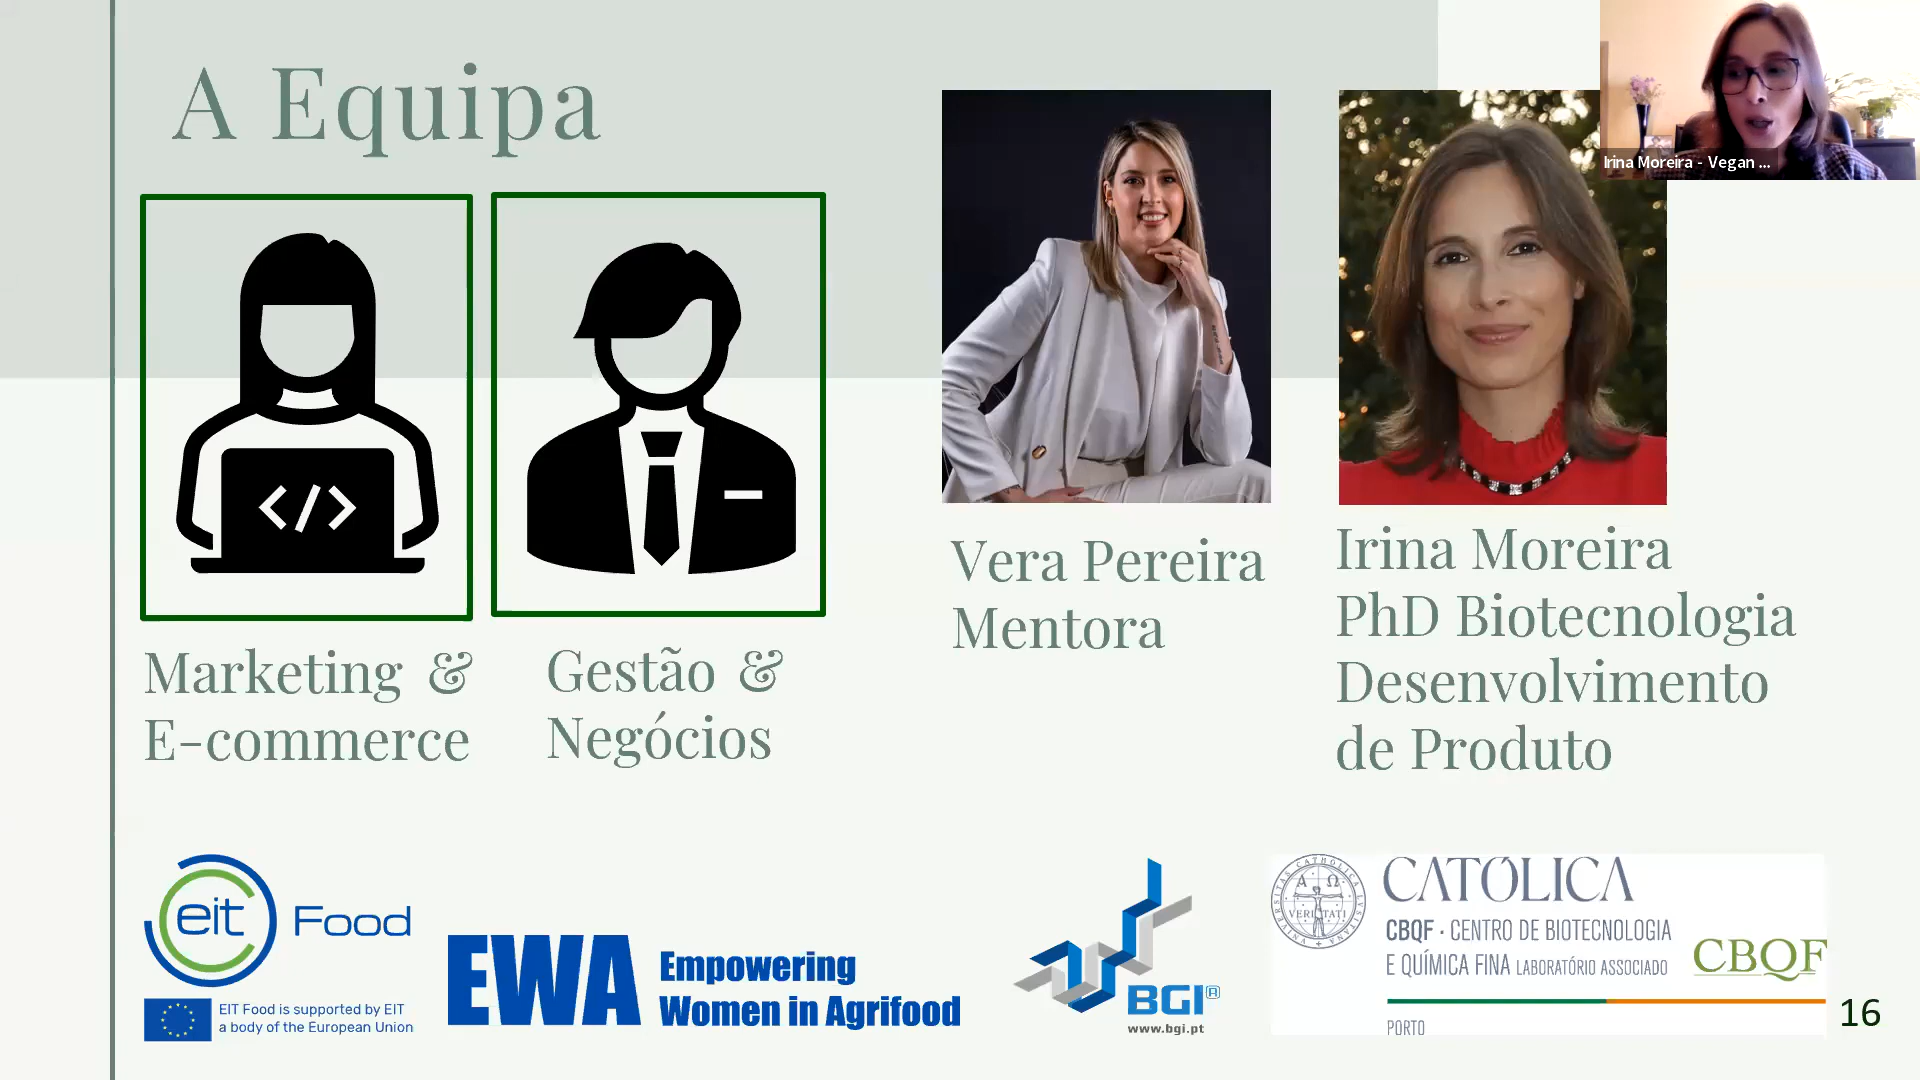 A Equipa
Irina Moreira - Vegan ...
</>
Marketing &
E-commerce
Gestão &
Negócios
Vera Pereira
Mentora
Irina Moreira
PhD Biotecnologia
Desenvolvimento
de Produto
eit Food
EIT Food is supported by EIT
a body of the European Union
EWA Empowering
Women in Agrifood
BGI®
www.bgi.pt
VERITATI
CATÓLICA
CBQF · CENTRO DE BIOTECNOLOGIA
E QUÍMICA FINA LABORATÓRIO ASSOCIADO
PORTO
CBQF
16